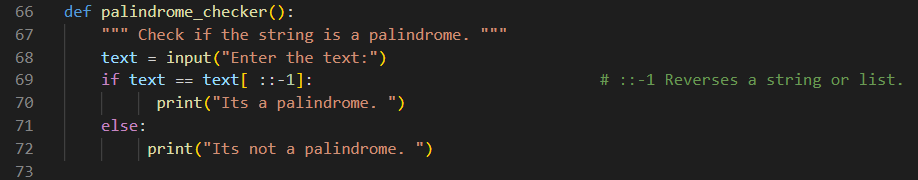 66 def palindrome_checker():
67     """ Check if the string is a palindrome. """
68     text = input("Enter the text:")
69     if text == text[ ::-1]:                               # ::-1 Reverses a string or list.
70           print("Its a palindrome. ")
71     else:
72          print("Its not a palindrome. ")
73